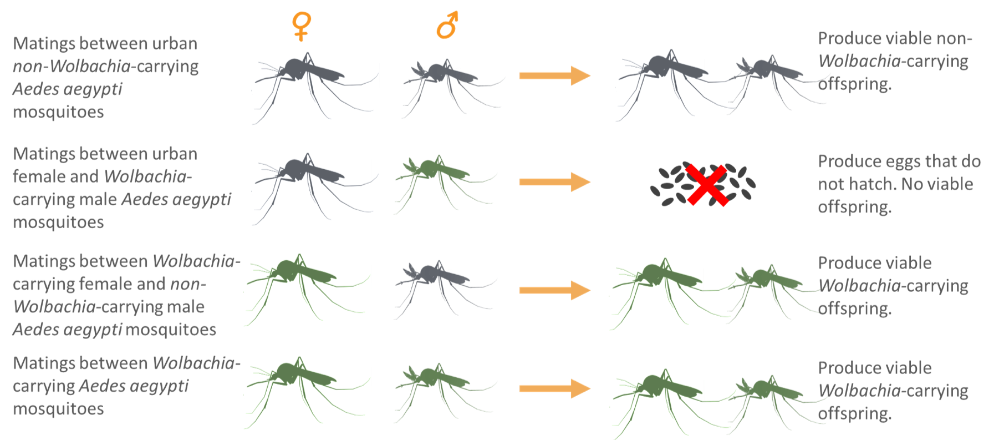 Matings between urban
non-Wolbachia-carrying
Aedes aegypti
mosquitoes
Produce viable non-
Wolbachia-carrying
offspring.
Matings between urban
female and Wolbachia-
carrying male Aedes aegypti
mosquitoes
Produce eggs that do
not hatch. No viable
offspring.
Matings between Wolbachia-
carrying female and non-
Wolbachia-carrying male
Aedes aegypti mosquitoes
Produce viable
Wolbachia-carrying
offspring.
Matings between Wolbachia-
carrying Aedes aegypti
mosquitoes
Produce viable
Wolbachia-carrying
offspring.